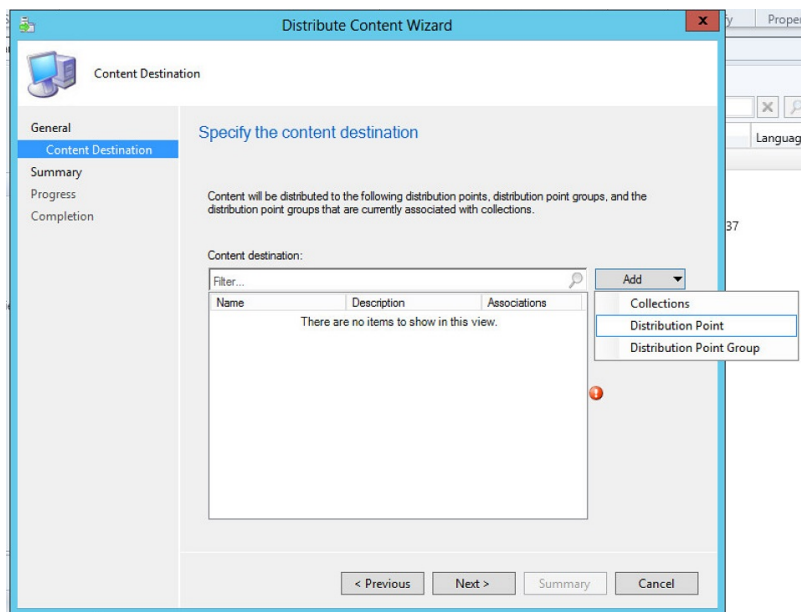 Distribute Content Wizard
x
Proper
Content Destination
General
Content Destination
Summary
Progress
Completion
Specify the content destination
Content will be distributed to the following distribution points, distribution point groups, and the
distribution point groups that are currently associated with collections.
Content destination:
Filter...
Add
Name Description Associations
There are no items to show in this view.
Collections
Distribution Point
Distribution Point Group
Languag
37
< Previous Next > Summary Cancel